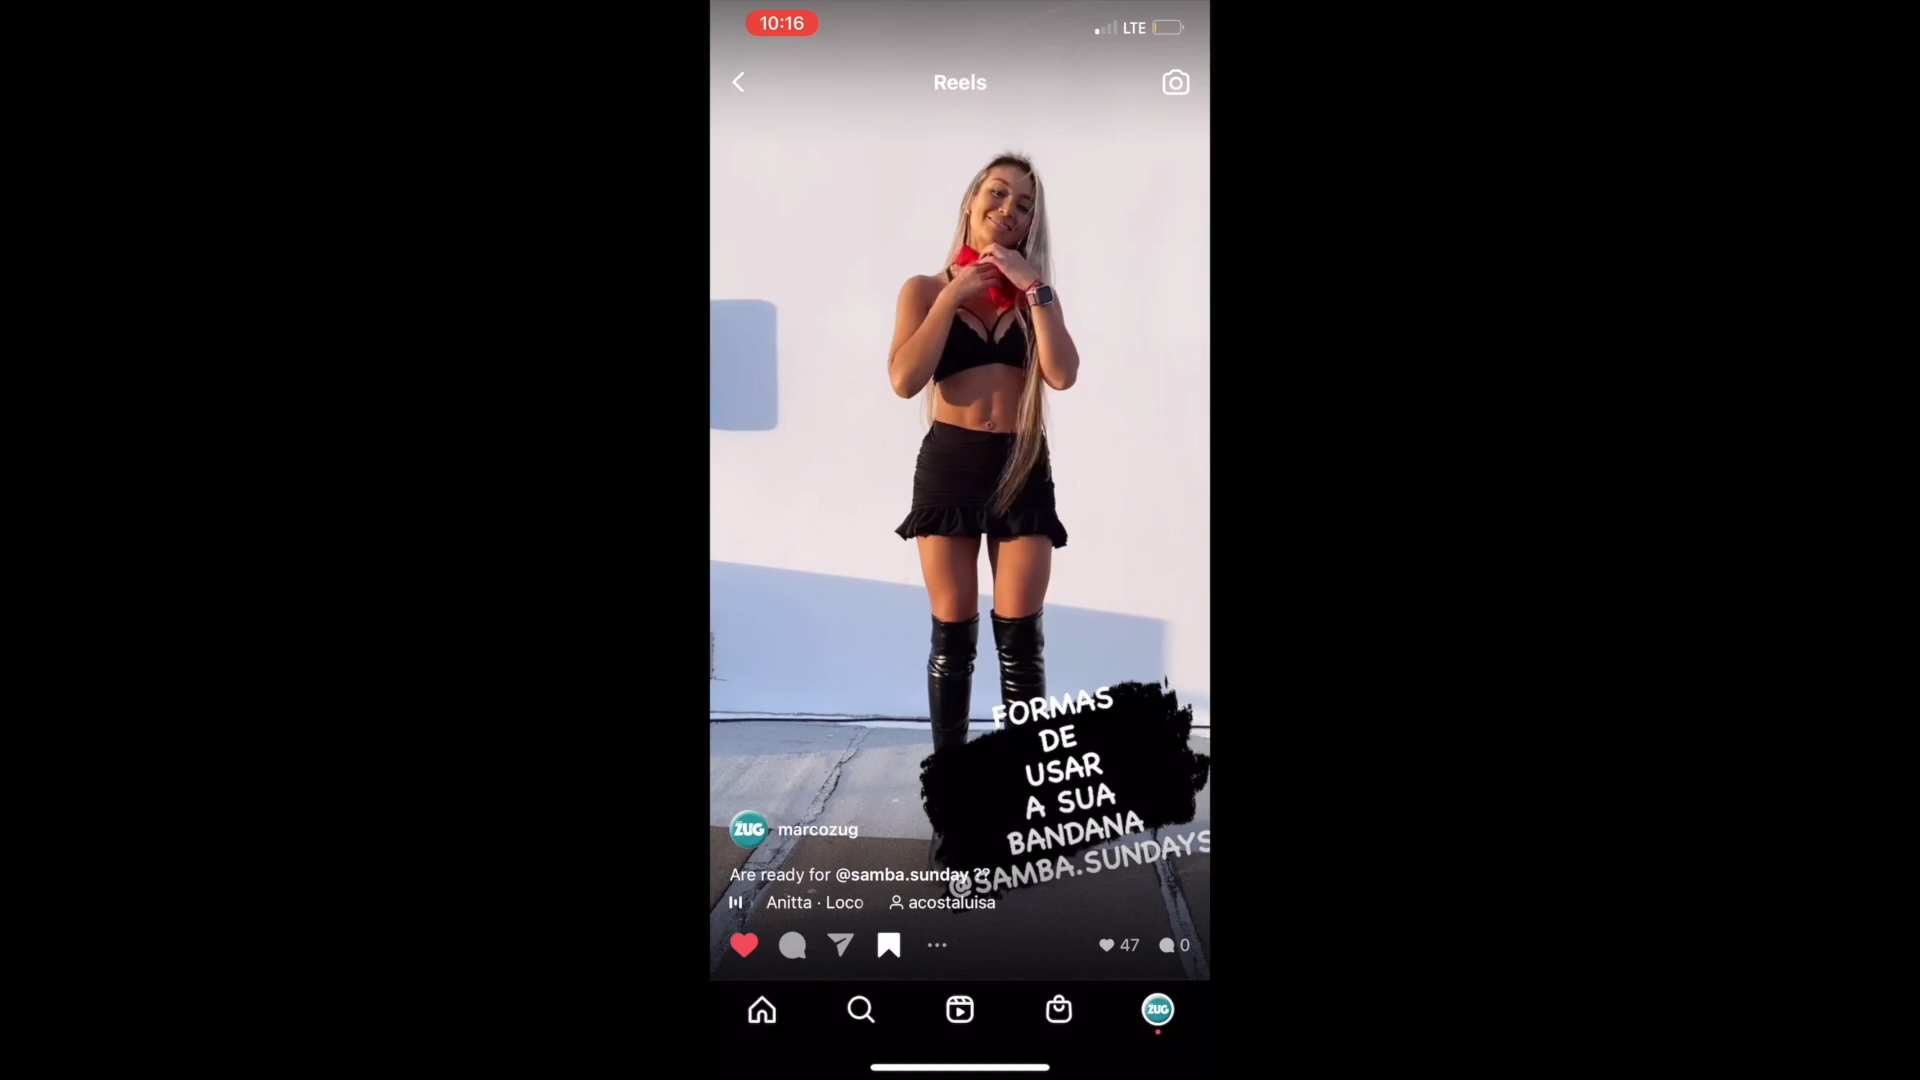 10:16
LTE
Reels
FORMAS
DE
USAR
A SUA
BANDANA
@SAMBA.SUNDAYS
ZUG
marcozug
Are ready for @samba.sunday ??
Anitta · Loco
acostaluisa
47
0
ZUG